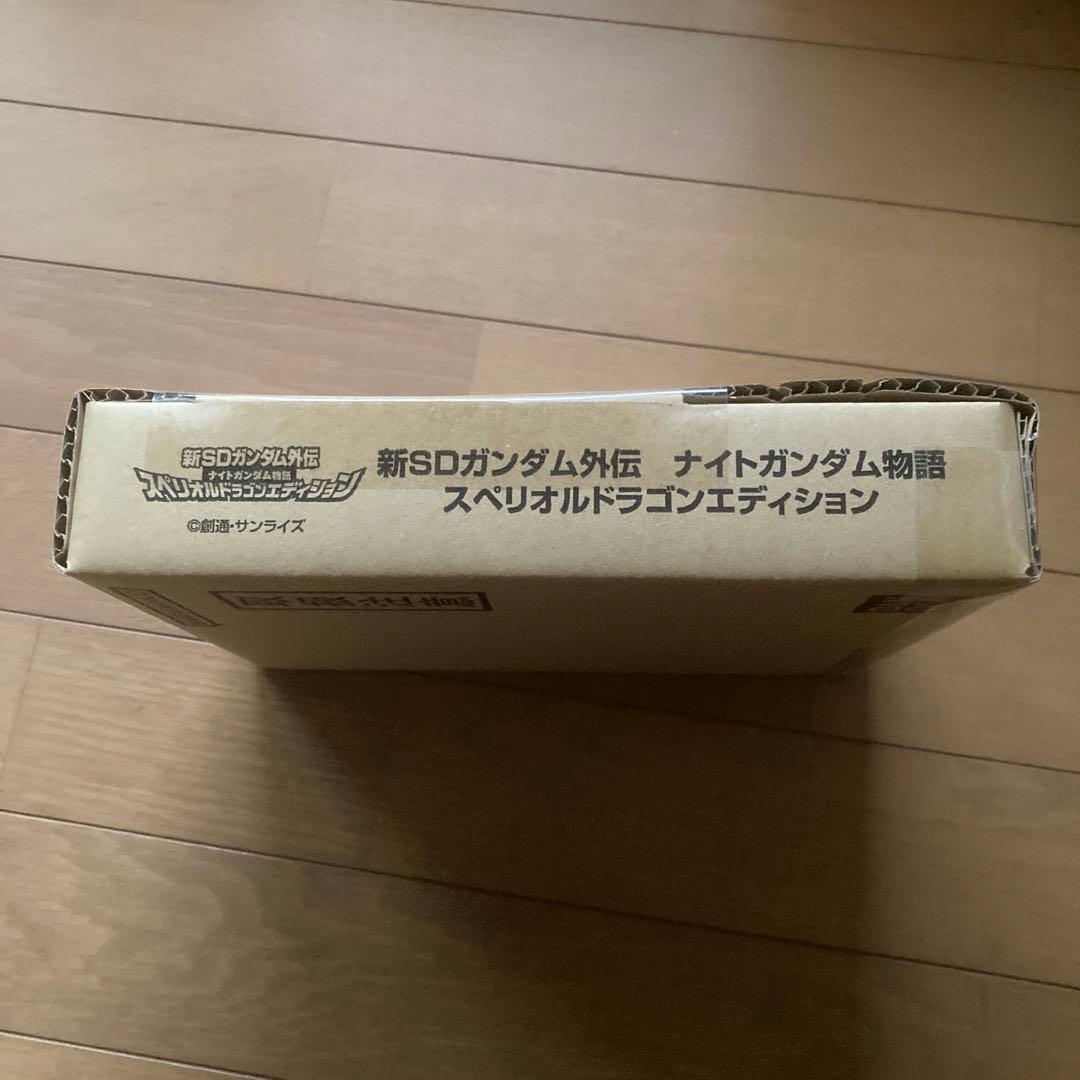 新SDガンダム外伝
ナイトガンダム物語
スペリオルドラゴンエディション
©創通・サンライズ
新SDガンダム外伝　ナイトガンダム物語
スペリオルドラゴンエディション